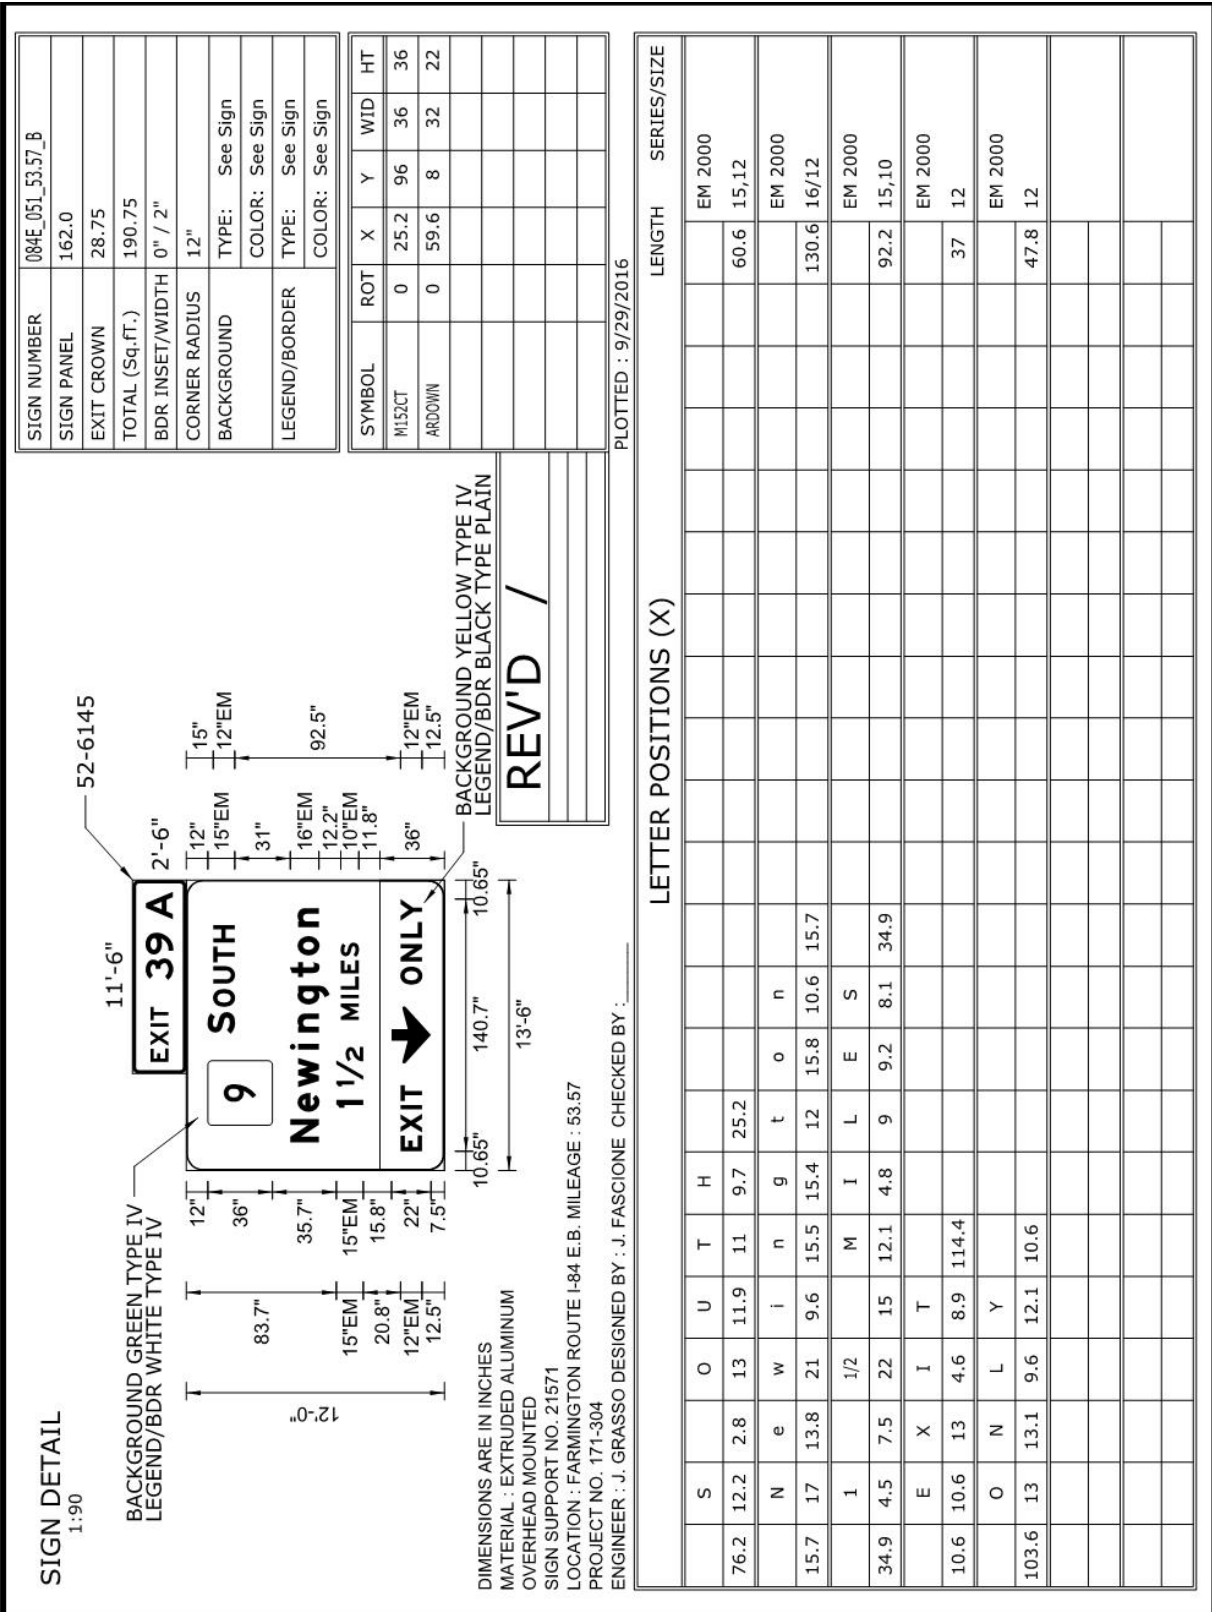 SIGN DETAIL
1:90
BACKGROUND GREEN TYPE IV
LEGEND/BDR WHITE TYPE IV
11'-6"
52-6145
2'-6"
EXIT 39 A
9 SOUTH
Newington
1 1/2 MILES
EXIT ONLY
12'-0"
83.7"
15"EM
20.8"
12"EM
12.5"
12"
36"
35.7"
15"EM
15.8"
22"
7.5"
12"
15"EM
31"
16"EM
12.2"
10"EM
11.8"
36"
15"
12"EM
92.5"
12"EM
12.5"
10.65" 140.7" 10.65"
13'-6"
BACKGROUND YELLOW TYPE IV
LEGEND/BDR BLACK TYPE PLAIN
DIMENSIONS ARE IN INCHES
MATERIAL : EXTRUDED ALUMINUM
OVERHEAD MOUNTED
SIGN SUPPORT NO. 21571
LOCATION : FARMINGTON ROUTE I-84 E.B. MILEAGE : 53.57
PROJECT NO. 171-304
ENGINEER : J. GRASSO DESIGNED BY : J. FASCIONE CHECKED BY :
REV'D /
SIGN NUMBER 084E_051_53.57_B
SIGN PANEL 162.0
EXIT CROWN 28.75
TOTAL (Sq.fT.) 190.75
BDR INSET/WIDTH 0" / 2"
CORNER RADIUS 12"
BACKGROUND TYPE: See Sign
COLOR: See Sign
LEGEND/BORDER TYPE: See Sign
COLOR: See Sign
SYMBOL ROT X Y WID HT
M152CT 0 25.2 96 36 36
ARDOWN 0 59.6 8 32 22
PLOTTED : 9/29/2016
LETTER POSITIONS (X) LENGTH SERIES/SIZE
S O U T H EM 2000
76.2 12.2 2.8 13 11.9 11 9.7 25.2 60.6 15,12
N e w i n g t o n EM 2000
15.7 17 13.8 21 9.6 15.5 15.4 12 15.8 10.6 15.7 130.6 16/12
1 1/2 M I L E S EM 2000
34.9 4.5 7.5 22 15 12.1 4.8 9 9.2 8.1 34.9 92.2 15,10
E X I T EM 2000
10.6 10.6 13 4.6 8.9 114.4 37 12
O N L Y EM 2000
103.6 13 13.1 9.6 12.1 10.6 47.8 12